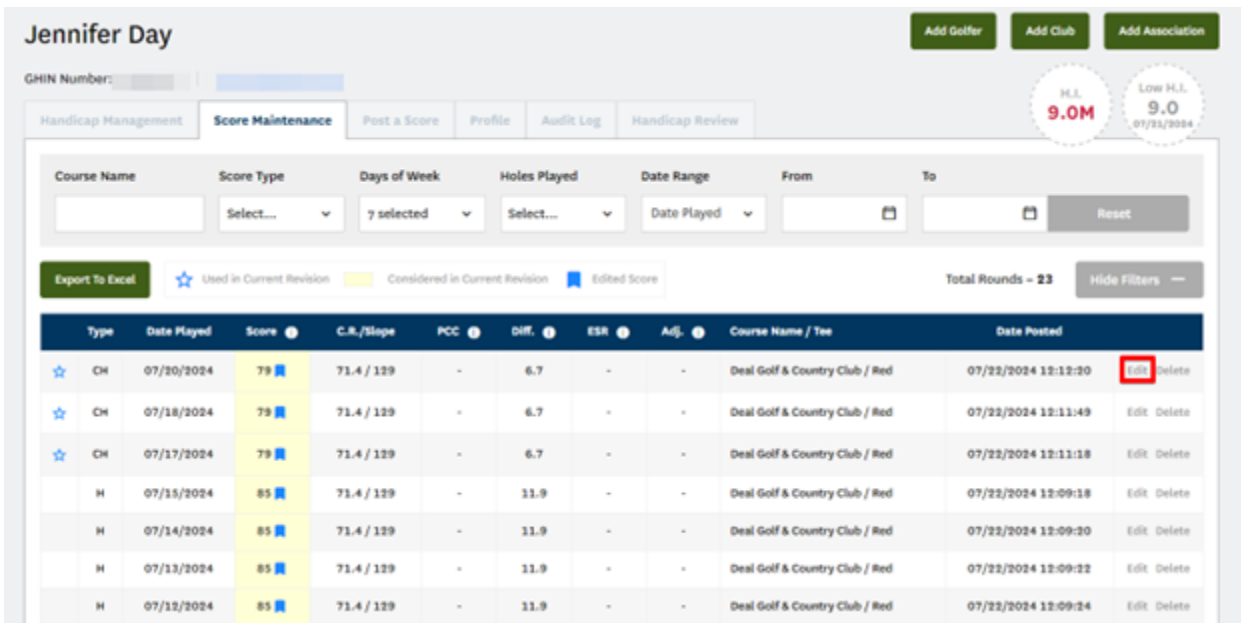 Jennifer Day
Add Golfer Add Club Add Association
GHIN Number:
H.I. 9.0M
Low H.I. 9.0 07/21/2024
Handicap Management Score Maintenance Post a Score Profile Audit Log Handicap Review
Course Name Score Type Days of Week Holes Played Date Range From To
Select... 7 selected Select... Date Played Reset
Export To Excel Used in Current Revision Considered in Current Revision Edited Score Total Rounds - 23 Hide Filters —
Type Date Played Score C.R./Slope PCC Diff. ESR Adj. Course Name / Tee Date Posted
CH 07/20/2024 79 71.4 / 129 - 6.7 - - Deal Golf & Country Club / Red 07/22/2024 12:12:20 Edit Delete
CH 07/18/2024 79 71.4 / 129 - 6.7 - - Deal Golf & Country Club / Red 07/22/2024 12:11:49 Edit Delete
CH 07/17/2024 79 71.4 / 129 - 6.7 - - Deal Golf & Country Club / Red 07/22/2024 12:11:18 Edit Delete
H 07/15/2024 85 71.4 / 129 - 11.9 - - Deal Golf & Country Club / Red 07/22/2024 12:09:18 Edit Delete
H 07/14/2024 85 71.4 / 129 - 11.9 - - Deal Golf & Country Club / Red 07/22/2024 12:09:20 Edit Delete
H 07/13/2024 85 71.4 / 129 - 11.9 - - Deal Golf & Country Club / Red 07/22/2024 12:09:22 Edit Delete
H 07/12/2024 85 71.4 / 129 - 11.9 - - Deal Golf & Country Club / Red 07/22/2024 12:09:24 Edit Delete